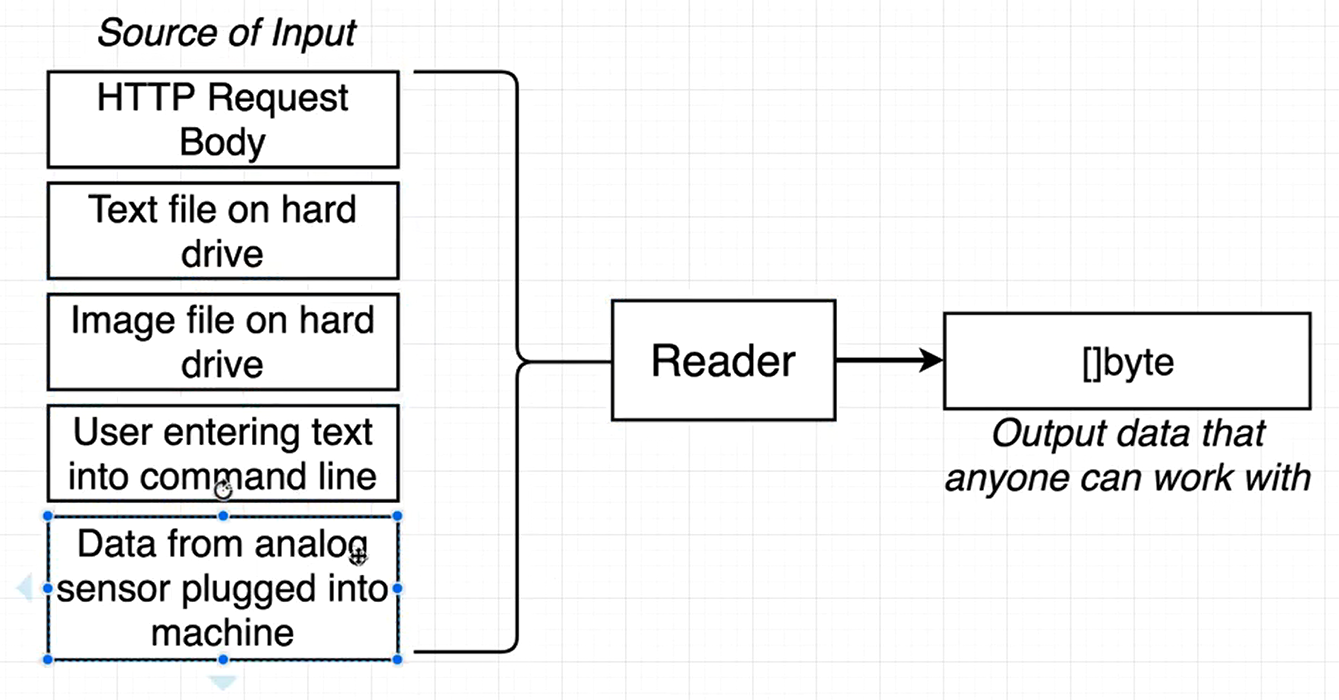 Source of Input
HTTP Request
Body
Text file on hard
drive
Image file on hard
drive
User entering text
into command line
Data from analog
sensor plugged into
machine
Reader
[]byte
Output data that
anyone can work with